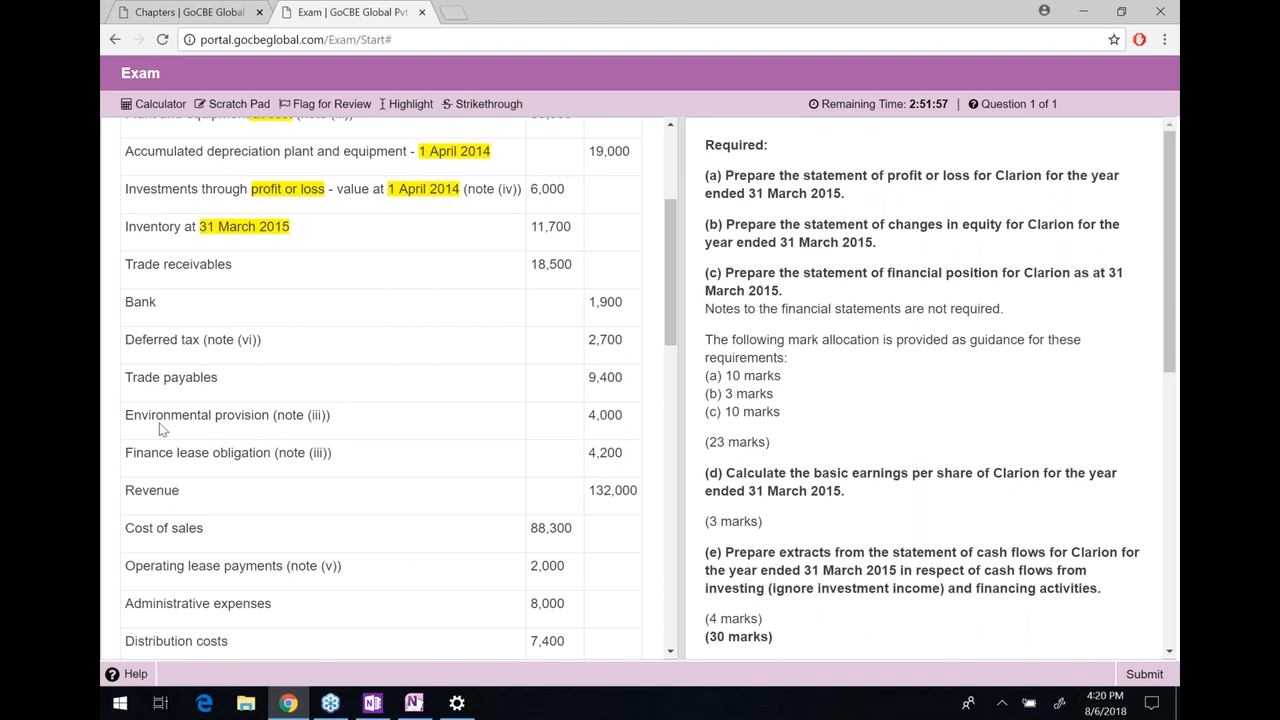 Chapters | GoCBE Global
Exam | GoCBE Global Pvt
portal.gocbeglobal.com/Exam/Start#
Exam
Calculator Scratch Pad Flag for Review Highlight Strikethrough Remaining Time: 2:51:57 | Question 1 of 1
Accumulated depreciation plant and equipment - 1 April 2014 19,000
Investments through profit or loss - value at 1 April 2014 (note (iv)) 6,000
Inventory at 31 March 2015 11,700
Trade receivables 18,500
Bank 1,900
Deferred tax (note (vi)) 2,700
Trade payables 9,400
Environmental provision (note (iii)) 4,000
Finance lease obligation (note (iii)) 4,200
Revenue 132,000
Cost of sales 88,300
Operating lease payments (note (v)) 2,000
Administrative expenses 8,000
Distribution costs 7,400
Required:
(a) Prepare the statement of profit or loss for Clarion for the year
ended 31 March 2015.
(b) Prepare the statement of changes in equity for Clarion for the
year ended 31 March 2015.
(c) Prepare the statement of financial position for Clarion as at 31
March 2015.
Notes to the financial statements are not required.
The following mark allocation is provided as guidance for these
requirements:
(a) 10 marks
(b) 3 marks
(c) 10 marks
(23 marks)
(d) Calculate the basic earnings per share of Clarion for the year
ended 31 March 2015.
(3 marks)
(e) Prepare extracts from the statement of cash flows for Clarion for
the year ended 31 March 2015 in respect of cash flows from
investing (ignore investment income) and financing activities.
(4 marks)
(30 marks)
Help
Submit
4:20 PM
8/6/2018